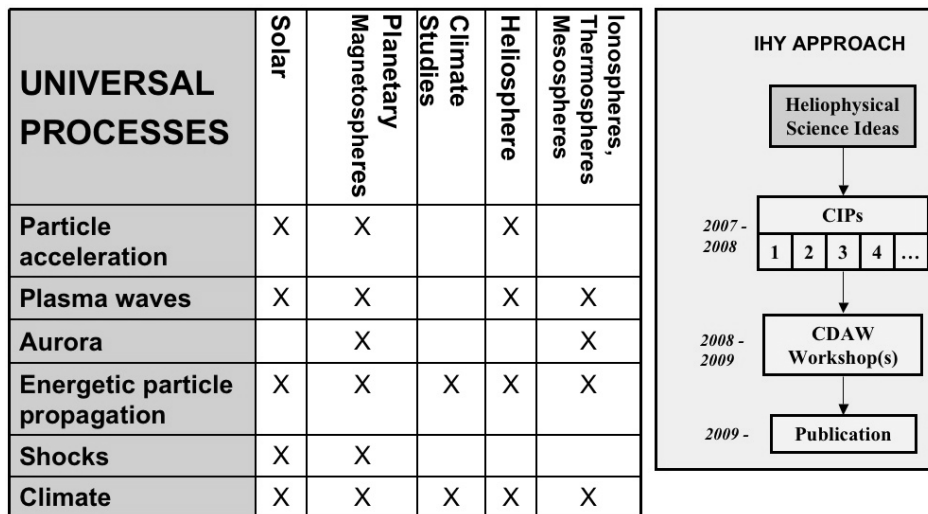 UNIVERSAL
PROCESSES
Solar
Planetary
Magnetospheres
Climate
Studies
Heliosphere
Ionospheres,
Thermospheres
Mesospheres
Particle
acceleration
X X X
Plasma waves X X X X
Aurora X X
Energetic particle
propagation
X X X X X
Shocks X X
Climate X X X X X
IHY APPROACH
Heliophysical
Science Ideas
2007 -
2008
CIPs
1 2 3 4 ...
2008 -
2009
CDAW
Workshop(s)
2009 - Publication